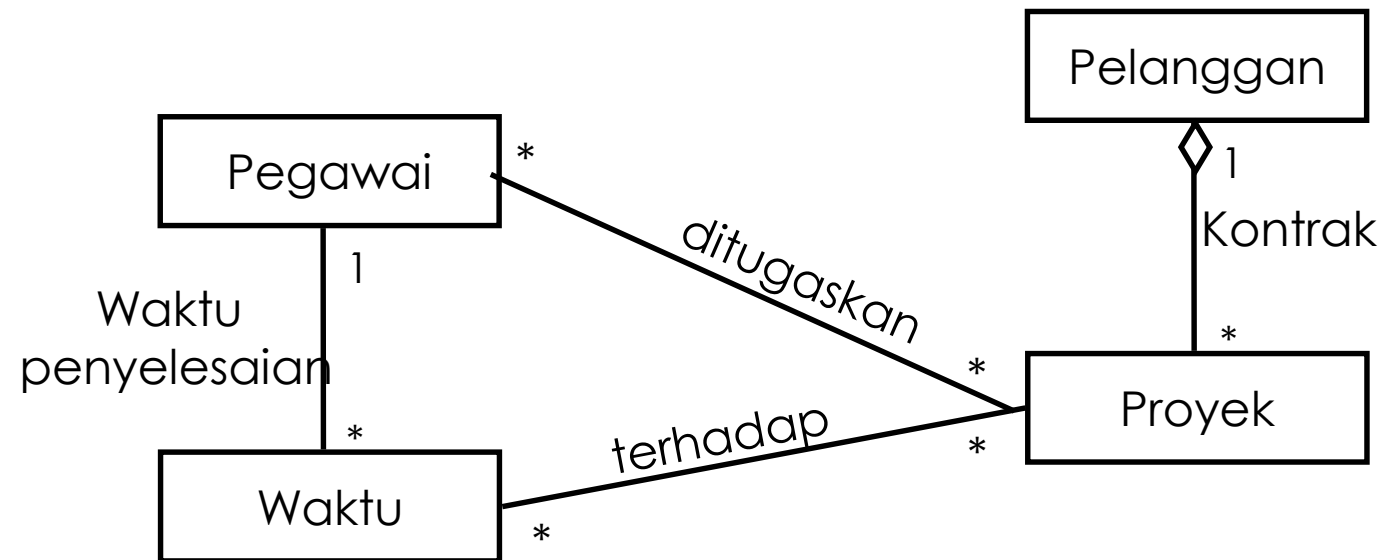 Pelanggan
1
Kontrak
*
Proyek
Pegawai
*
ditugaskan
*
1
Waktu
penyelesaian
*
Waktu
*
terhadap
*